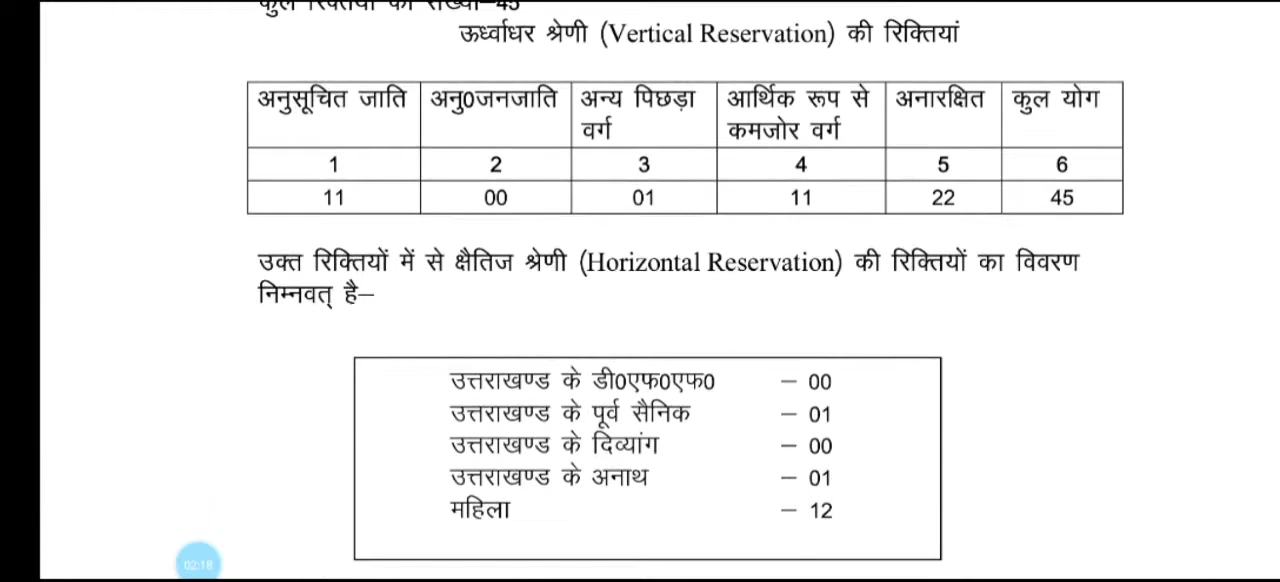 कुल रिक्तियों की संख्या–45
ऊर्ध्वाधर श्रेणी (Vertical Reservation) की रिक्तियां
अनुसूचित जाति अनु0जनजाति अन्य पिछड़ा वर्ग आर्थिक रूप से कमजोर वर्ग अनारक्षित कुल योग
1 2 3 4 5 6
11 00 01 11 22 45
उक्त रिक्तियों में से क्षैतिज श्रेणी (Horizontal Reservation) की रिक्तियों का विवरण
निम्नवत् है–
उत्तराखण्ड के डी0एफ0एफ0 – 00
उत्तराखण्ड के पूर्व सैनिक – 01
उत्तराखण्ड के दिव्यांग – 00
उत्तराखण्ड के अनाथ – 01
महिला – 12
02:18